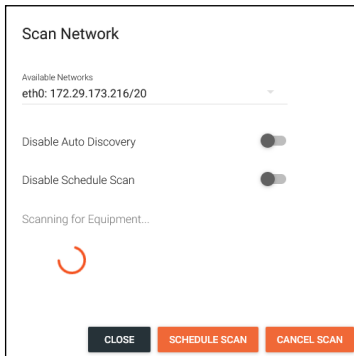 Scan Network
Available Networks
eth0: 172.29.173.216/20
Disable Auto Discovery
Disable Schedule Scan
Scanning for Equipment...
CLOSE SCHEDULE SCAN CANCEL SCAN